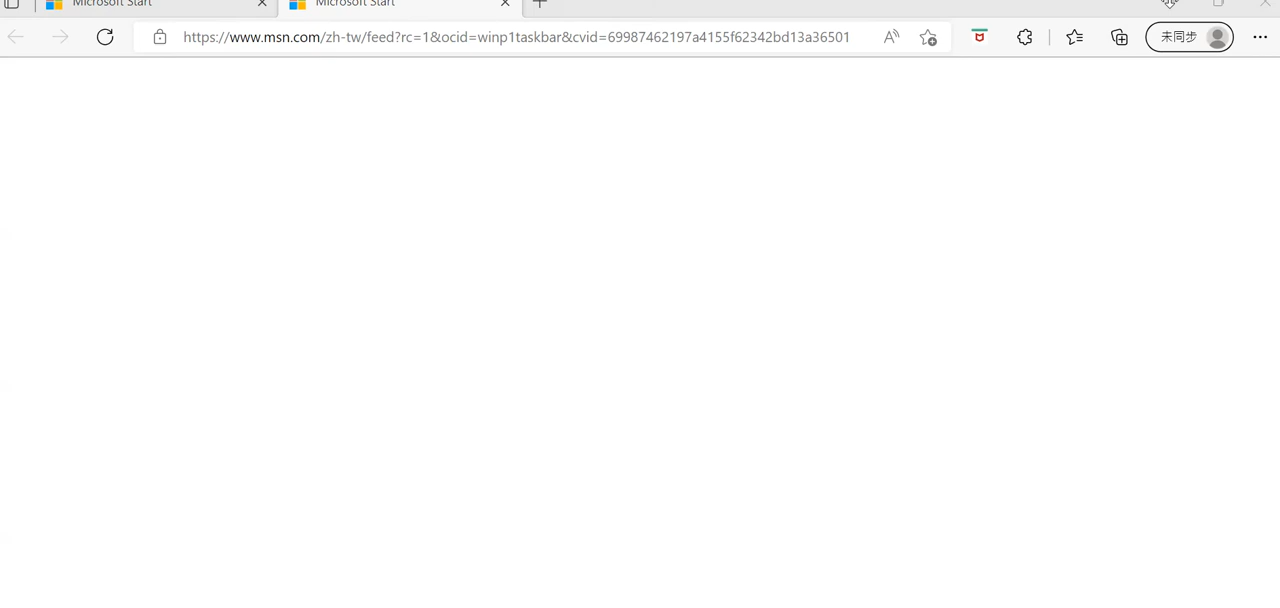 Microsoft Start
Microsoft Start
https://www.msn.com/zh-tw/feed?rc=1&ocid=winp1taskbar&cvid=69987462197a4155f62342bd13a36501
未同步